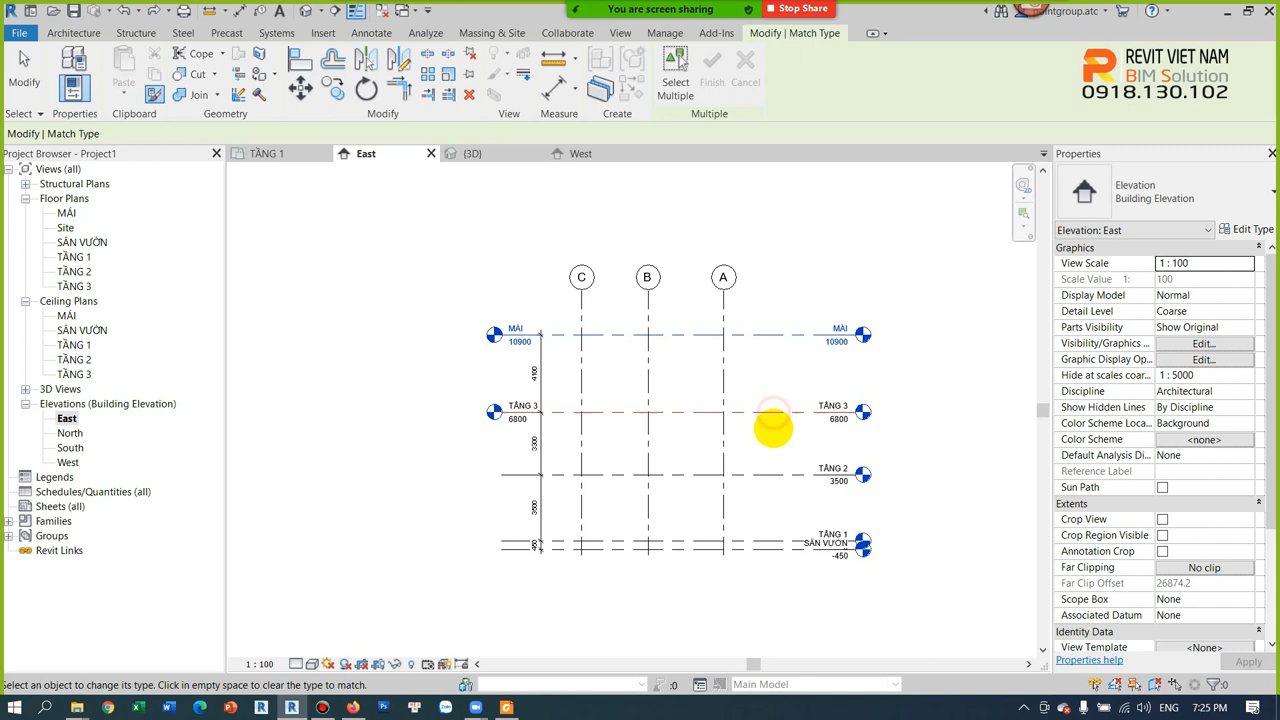 You are screen sharing
Stop Share
ointgroup.atc
File
Architecture
Structure
Steel
Precast
Systems
Insert
Annotate
Analyze
Massing & Site
Collaborate
View
Manage
Add-Ins
Modify | Match Type
Modify
Paste
Cope
Cut
Join
Select Multiple
Finish
Cancel
Select
Properties
Clipboard
Geometry
Modify
View
Measure
Create
Multiple
REVIT VIET NAM
BIM Solution
0918.130.102
Modify | Match Type
Project Browser - Project1
TẦNG 1
East
{3D}
West
Properties
Views (all)
Structural Plans
Floor Plans
MÁI
Site
SÂN VƯỜN
TẦNG 1
TẦNG 2
TẦNG 3
Ceiling Plans
MÁI
SÂN VƯỜN
TẦNG 1
TẦNG 2
TẦNG 3
3D Views
Elevations (Building Elevation)
East
North
South
West
Legends
Schedules/Quantities (all)
Sheets (all)
Families
Groups
Revit Links
C
B
A
MÁI
10900
MÁI
10900
4100
TẦNG 3
6800
TẦNG 3
6800
3300
TẦNG 2
3500
3500
TẦNG 1
SÂN VƯỜN
-450
450
Elevation
Building Elevation
Elevation: East
Edit Type
Graphics
View Scale
1 : 100
Scale Value 1:
100
Display Model
Normal
Detail Level
Coarse
Parts Visibility
Show Original
Visibility/Graphics ...
Edit...
Graphic Display Op...
Edit...
Hide at scales coar...
1 : 5000
Discipline
Architectural
Show Hidden Lines
By Discipline
Color Scheme Loca...
Background
Color Scheme
<none>
Default Analysis Di...
None
Reference Label
Sun Path
Extents
Crop View
Crop Region Visible
Annotation Crop
Far Clipping
No clip
Far Clip Offset
26874.2
Scope Box
None
Associated Datum
None
Identity Data
View Template
<None>
Properties help
Apply
1 : 100
Select an object to change its type. Click in empty space to clear the type to match.
:0
Main Model
:0
ENG
7:25 PM